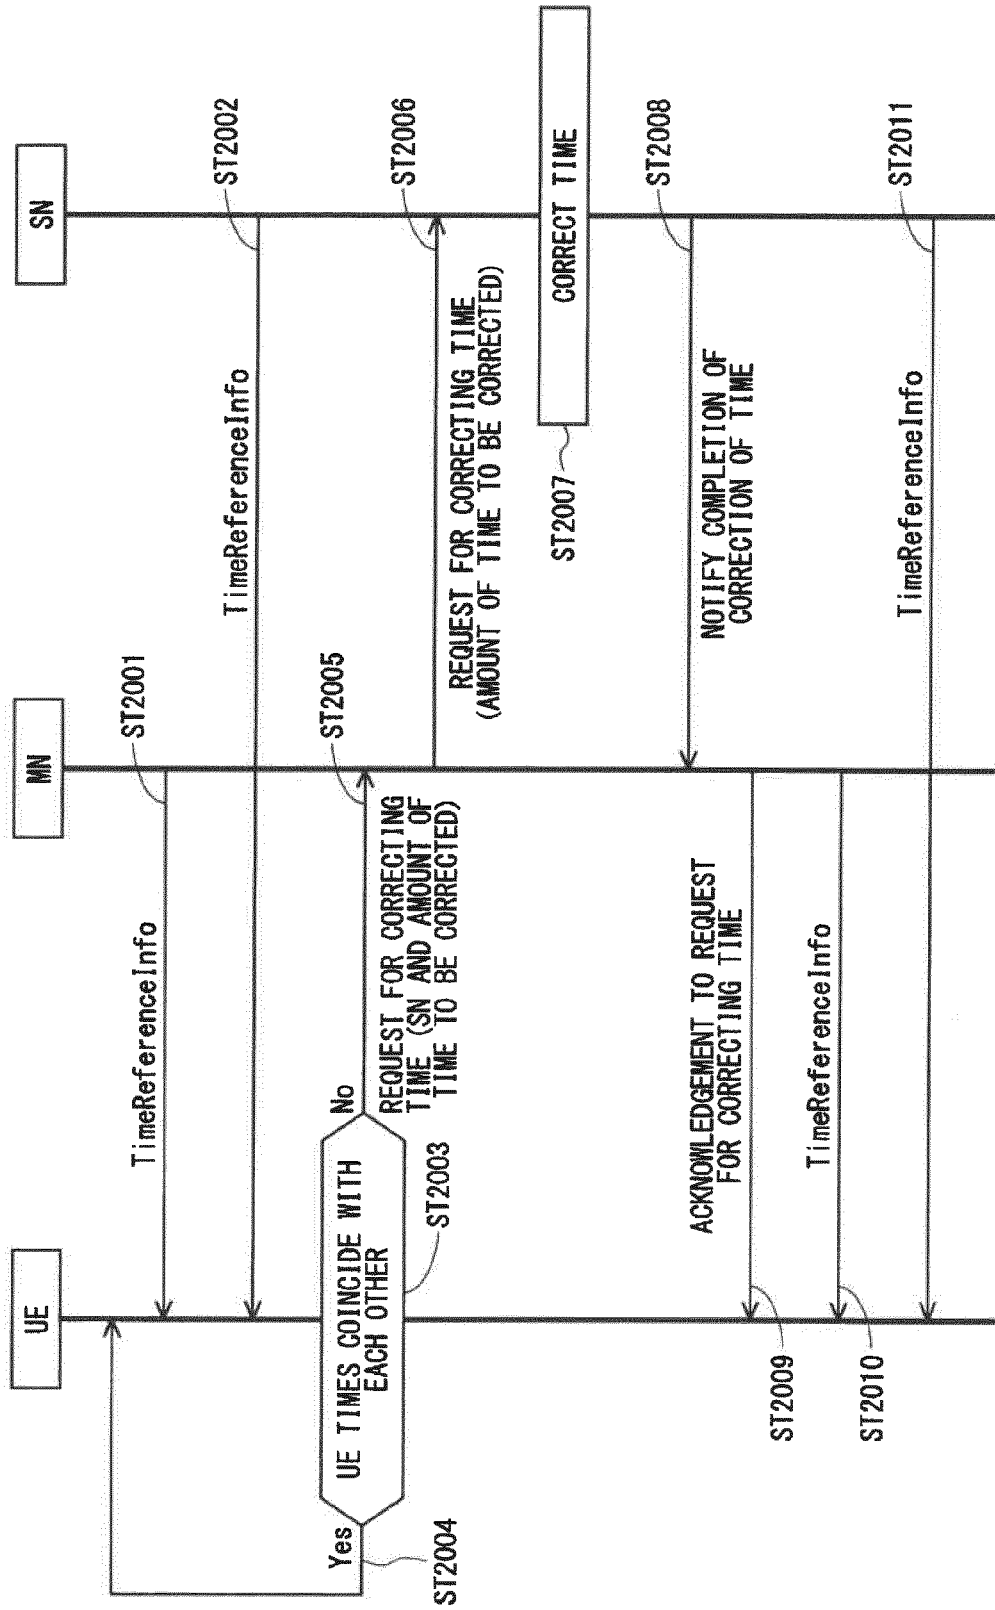 UE
MN
SN
TimeReferenceInfo
ST2001
TimeReferenceInfo
ST2002
UE TIMES COINCIDE WITH
EACH OTHER
ST2003
Yes
ST2004
No
ST2005
REQUEST FOR CORRECTING
TIME (SN AND AMOUNT OF
TIME TO BE CORRECTED)
ST2006
REQUEST FOR CORRECTING TIME
(AMOUNT OF TIME TO BE CORRECTED)
CORRECT TIME
ST2007
ST2008
NOTIFY COMPLETION OF
CORRECTION OF TIME
ACKNOWLEDGEMENT TO REQUEST
FOR CORRECTING TIME
ST2009
TimeReferenceInfo
ST2010
TimeReferenceInfo
ST2011